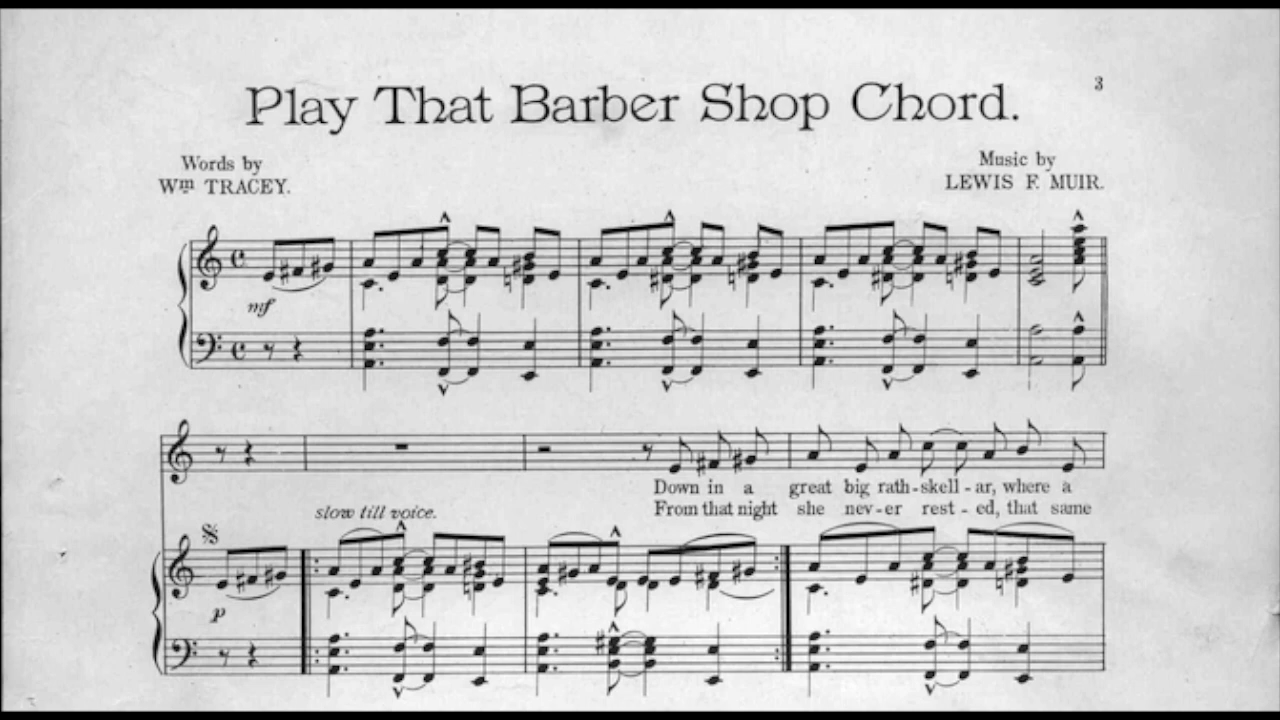 3
Play That Barber Shop Chord.
Words by
Wm TRACEY.
Music by
LEWIS F. MUIR.
mf
Down in a great big rath-skell-ar, where a
From that night she nev-er rest-ed, that same
slow till voice.
p